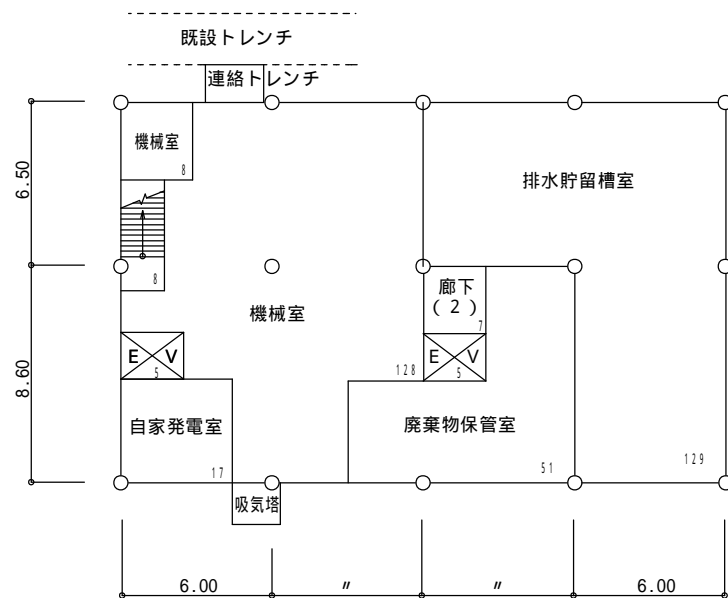 既設トレンチ
連絡トレンチ
機械室
8
6.50
排水貯留槽室
8
廊下
(2)
7
機械室
E V
5
128
E V
5
8.60
自家発電室
17
廃棄物保管室
51
129
吸気塔
6.00
〃
〃
6.00